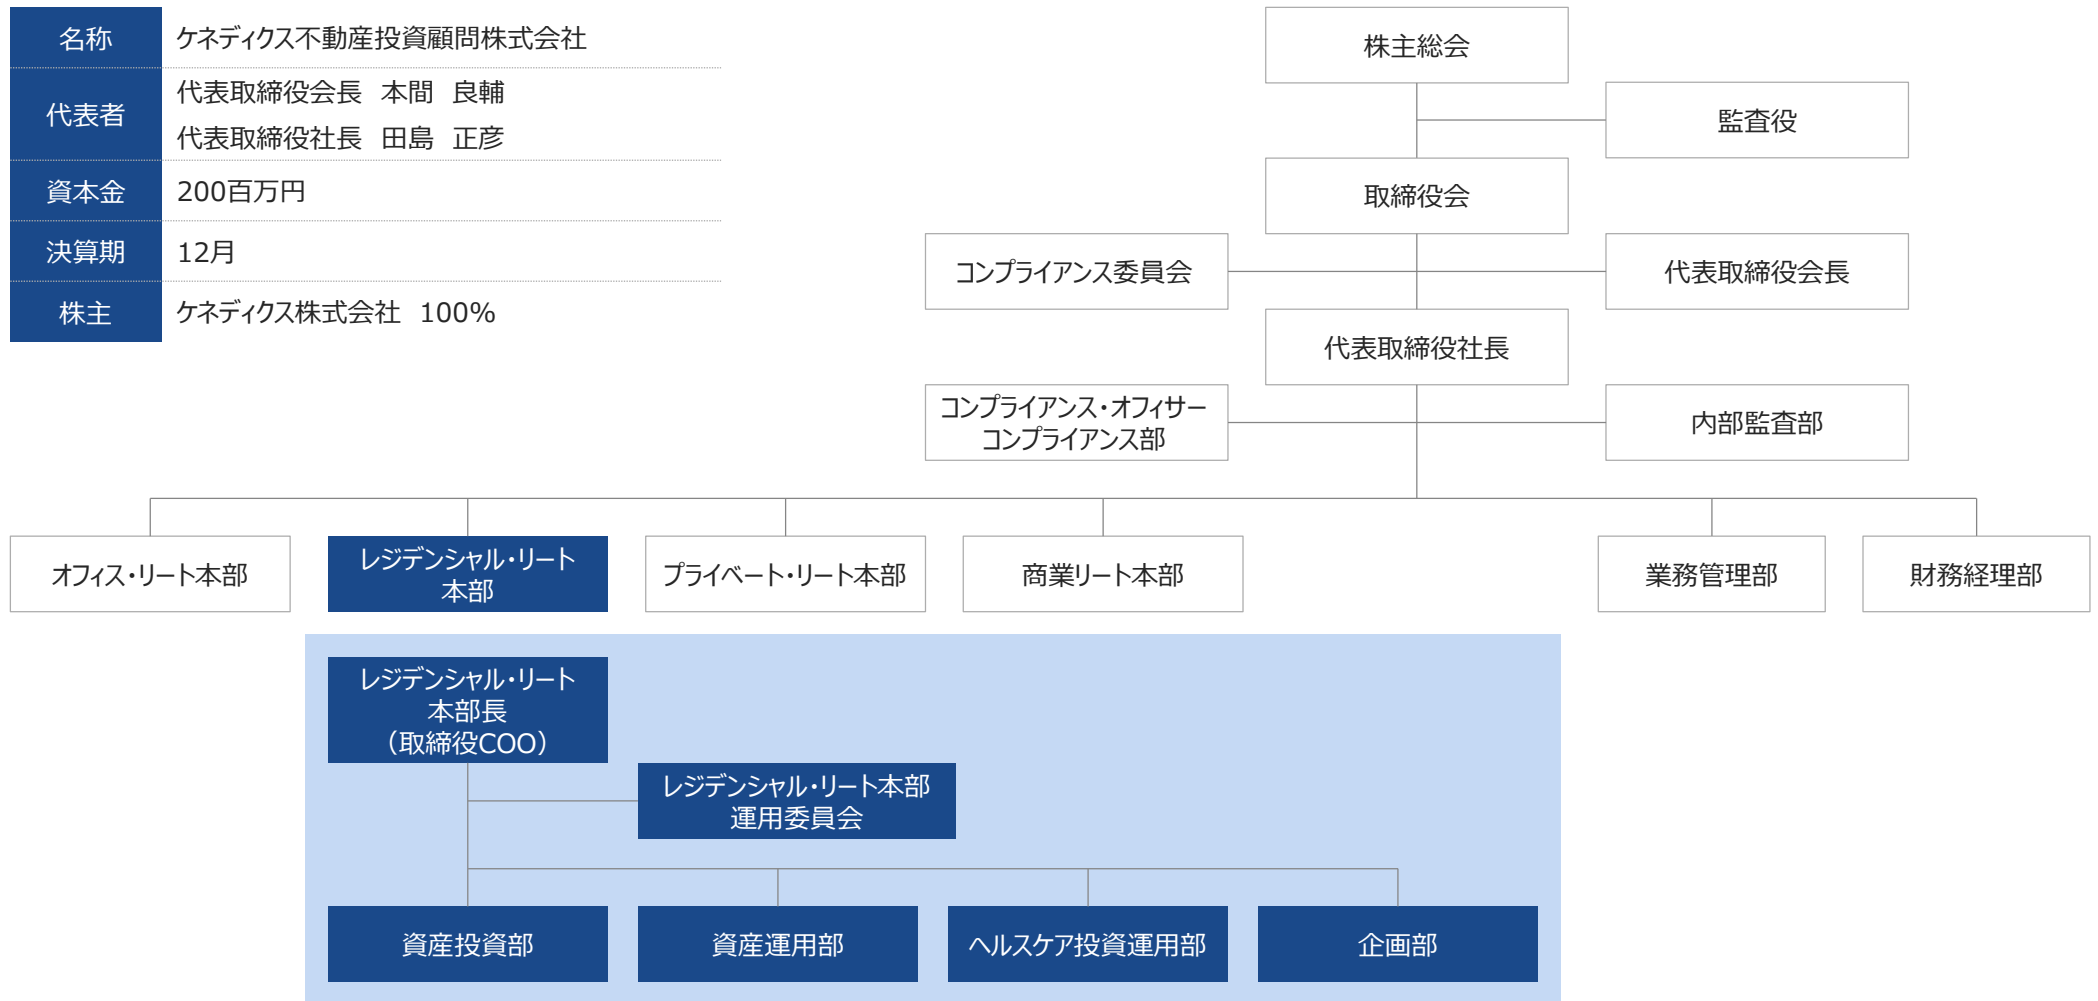 名称 ケネディクス不動産投資顧問株式会社
代表者
代表取締役会長 本間 良輔
代表取締役社長 田島 正彦
資本金 200百万円
決算期 12月
株主 ケネディクス株式会社 100%
株主総会
監査役
取締役会
コンプライアンス委員会
代表取締役会長
代表取締役社長
コンプライアンス・オフィサー
コンプライアンス部
内部監査部
オフィス・リート本部
レジデンシャル・リート
本部
プライベート・リート本部
商業リート本部
業務管理部
財務経理部
レジデンシャル・リート
本部長
（取締役COO）
レジデンシャル・リート本部
運用委員会
資産投資部
資産運用部
ヘルスケア投資運用部
企画部